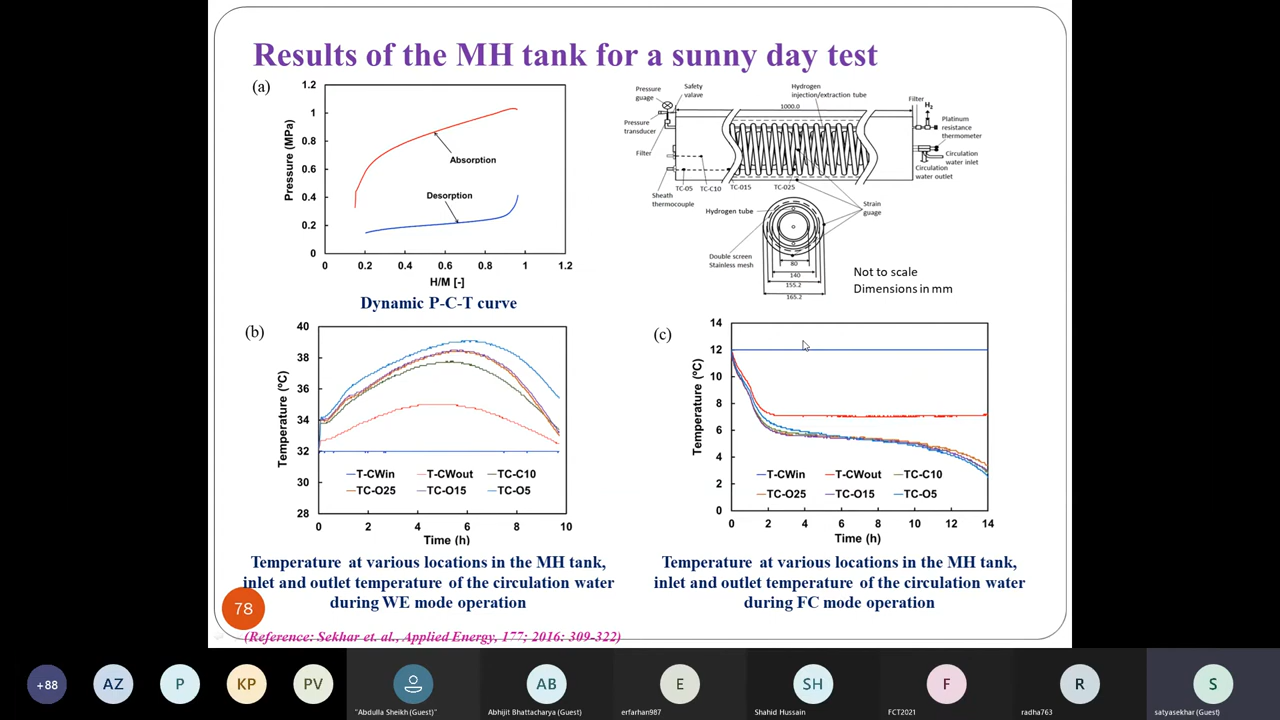 Results of the MH tank for a sunny day test
(a)
1.2
1
0.8
0.6
0.4
0.2
0
Pressure (MPa)
Absorption
Desorption
0 0.2 0.4 0.6 0.8 1 1.2
H/M [-]
Dynamic P-C-T curve
Pressure
guage
Safety
valave
Hydrogen
injection/extraction tube
1000.0
Filter
H2
Pressure
transducer
Platinum
resistance
thermometer
Filter
Circulation
water inlet
Circulation
water outlet
TC-05 TC-C10 TC-O15 TC-O25
Sheath
thermocouple
Strain
guage
Hydrogen tube
Double screen
Stainless mesh
80
140
155.2
165.2
Not to scale
Dimensions in mm
(b)
40
38
36
34
32
30
28
Temperature (ºC)
T-CWin T-CWout TC-C10
TC-O25 TC-O15 TC-O5
0 2 4 6 8 10
Time (h)
Temperature at various locations in the MH tank,
inlet and outlet temperature of the circulation water
during WE mode operation
(c)
14
12
10
8
6
4
2
0
Temperature (ºC)
T-CWin T-CWout TC-C10
TC-O25 TC-O15 TC-O5
0 2 4 6 8 10 12 14
Time (h)
Temperature at various locations in the MH tank,
inlet and outlet temperature of the circulation water
during FC mode operation
78
(Reference: Sekhar et. al., Applied Energy, 177; 2016: 309-322)
+88 AZ P KP PV AB E SH F R S
"Abdulla Sheikh (Guest)" Abhijit Bhattacharya (Guest) erfarhan987 Shahid Hussain FCT2021 radha763 satyasekhar (Guest)